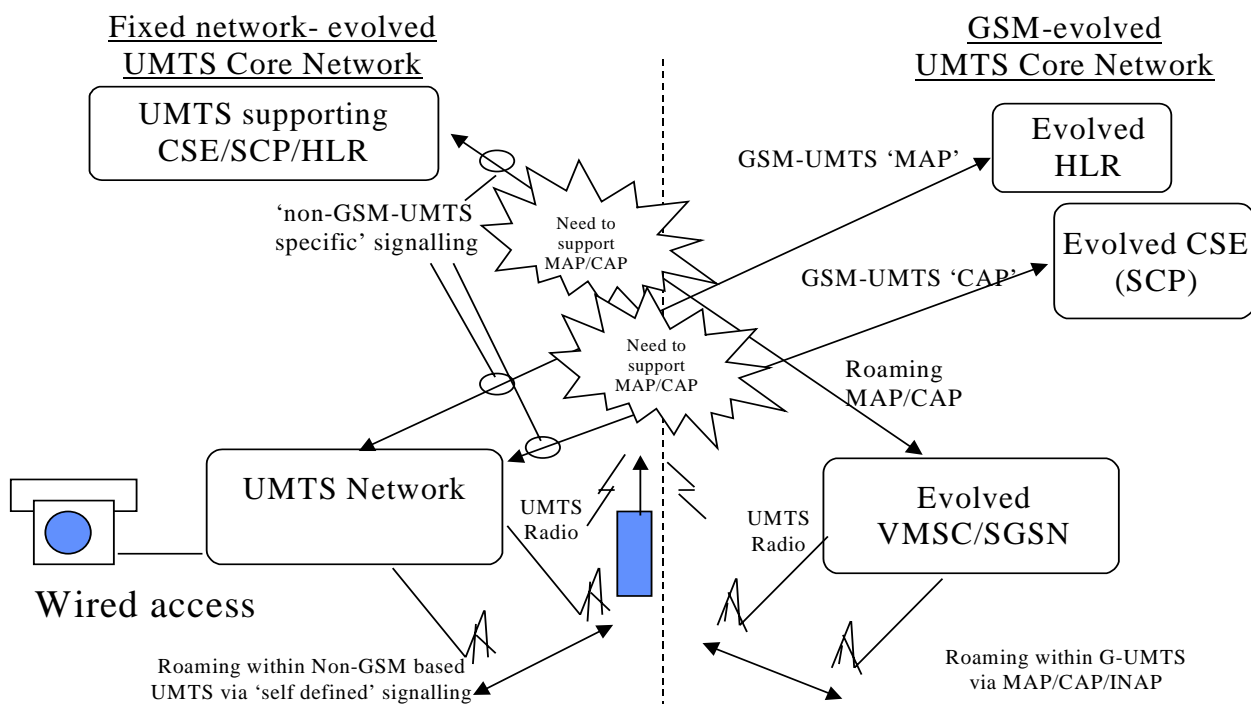 Fixed network- evolved
UMTS Core Network
GSM-evolved
UMTS Core Network
UMTS supporting
CSE/SCP/HLR
Evolved
HLR
GSM-UMTS ‘MAP’
‘non-GSM-UMTS
specific’ signalling
Need to
support
MAP/CAP
Evolved CSE
(SCP)
GSM-UMTS ‘CAP’
Need to
support
MAP/CAP
Roaming
MAP/CAP
UMTS Network
UMTS
Radio
UMTS
Radio
Evolved
VMSC/SGSN
Wired access
Roaming within Non-GSM based
UMTS via ‘self defined’ signalling
Roaming within G-UMTS
via MAP/CAP/INAP